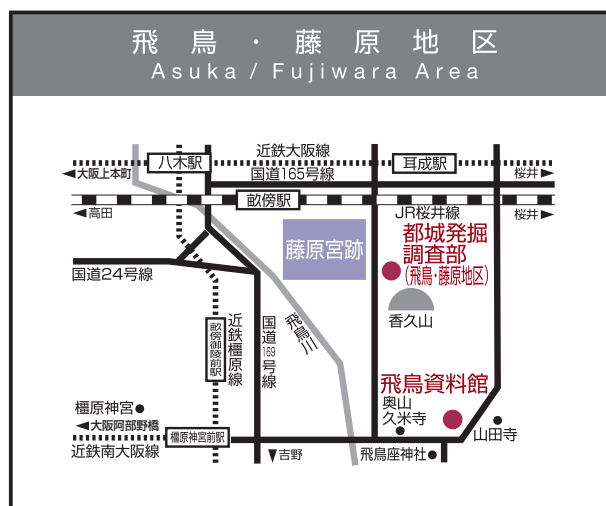 飛鳥・藤原地区
Asuka / Fujiwara Area
近鉄大阪線
八木駅
耳成駅
◀大阪上本町
国道165号線
桜井▶
畝傍駅
◀高田
JR桜井線
桜井▶
藤原宮跡
都城発掘
調査部
(飛鳥・藤原地区)
国道24号線
香久山
畝傍御陵前駅
近鉄橿原線
国道169号線
飛鳥川
飛鳥資料館
橿原神宮
◀大阪阿部野橋
奥山
久米寺
山田寺
橿原神宮前駅
近鉄南大阪線
▼吉野
飛鳥座神社